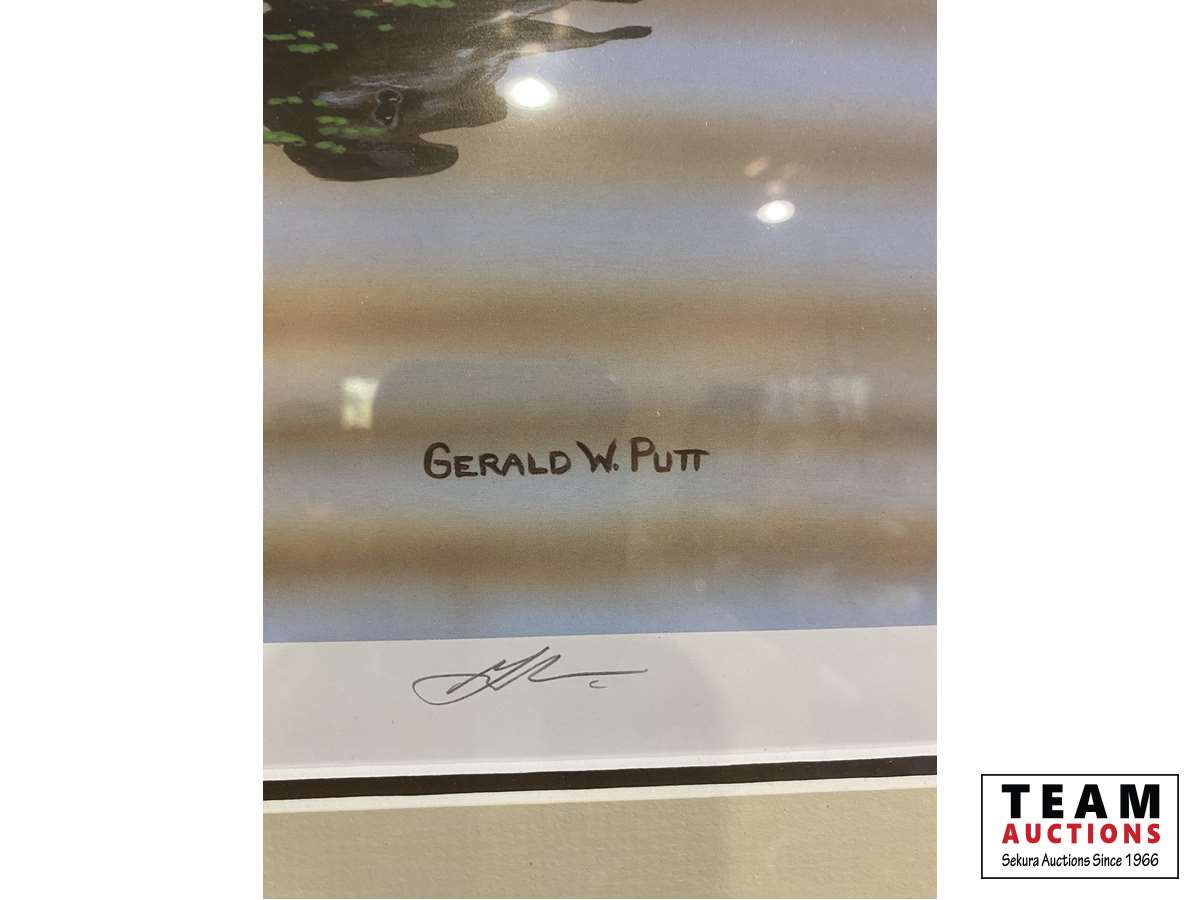 GERALD W. PUTT
TEAM
AUCTIONS
Sekura Auctions Since 1966